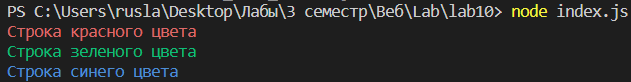 PS C:\Users\rusla\Desktop\Лабы\3 семестр\Веб\Lab\lab10> node index.js
Строка красного цвета
Строка зеленого цвета
Строка синего цвета